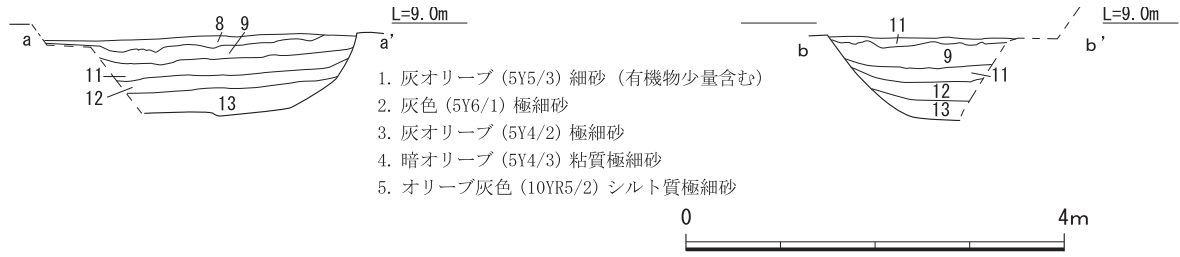 L=9.0m
a
8
9
a'
11
12
13
L=9.0m
b
11
b'
9
11
12
13
1. 灰オリーブ (5Y5/3) 細砂 (有機物少量含む)
2. 灰色 (5Y6/1) 極細砂
3. 灰オリーブ (5Y4/2) 極細砂
4. 暗オリーブ (5Y4/3) 粘質極細砂
5. オリーブ灰色 (10YR5/2) シルト質極細砂
0
4m